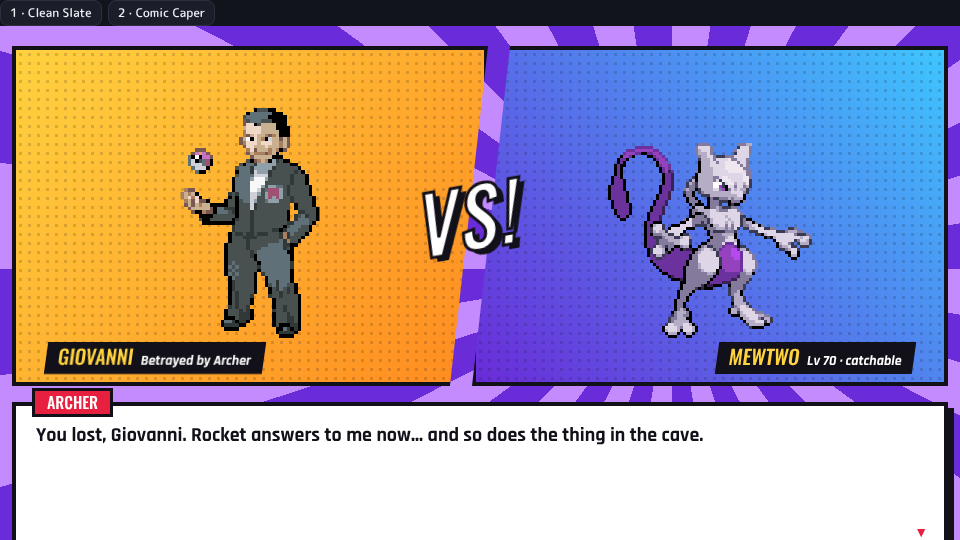 1 · Clean Slate
2 · Comic Caper
VS!
GIOVANNI Betrayed by Archer
MEWTWO Lv 70 · catchable
ARCHER
You lost, Giovanni. Rocket answers to me now... and so does the thing in the cave.